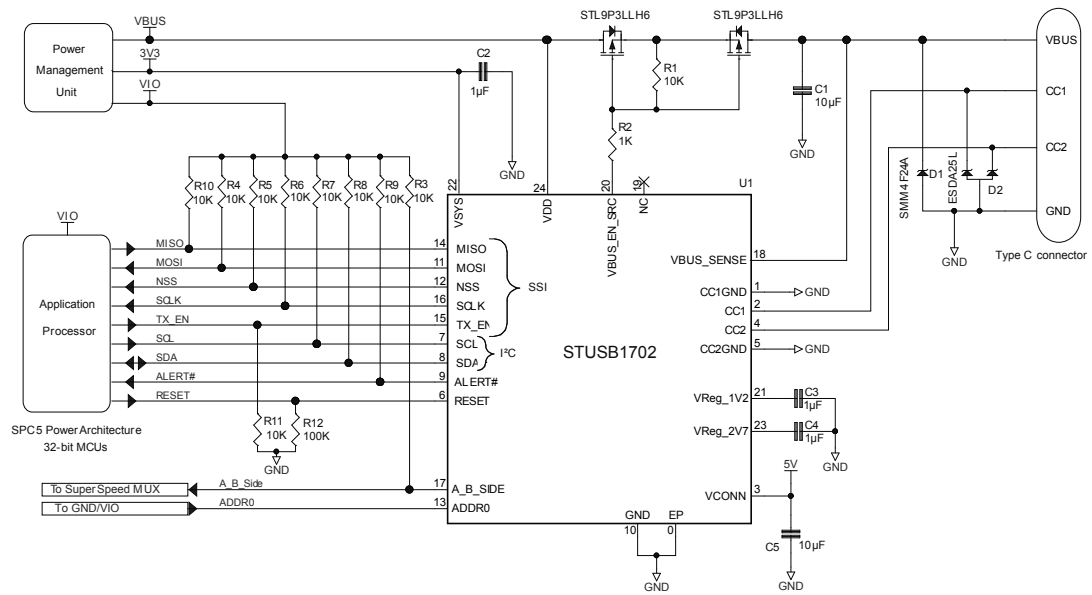 STL9P3LLH6
STL9P3LLH6
VBUS
Power
Management
Unit
3V3
VIO
C2
1µF
GND
R1
10K
R2
1K
C1
10µF
GND
VBUS
CC1
CC2
GND
Type C connector
SMM4F24A
D1
ESDA25L
D2
GND
R10
10K
R4
10K
R5
10K
R6
10K
R7
10K
R8
10K
R9
10K
R3
10K
22
VSYS
24
VDD
20
VBUS_EN_SRC
19
NC
U1
VIO
Application
Processor
SPC5 Power Architecture
32-bit MCUs
MISO
14
MISO
MOSI
11
MOSI
NSS
12
NSS
SCLK
16
SCLK
TX_EN
15
TX_EN
SSI
SCL
7
SCL
SDA
8
SDA
I²C
ALERT#
9
ALERT#
RESET
6
RESET
STUSB1702
VBUS_SENSE
18
CC1GND
1
GND
CC1
2
CC2
4
CC2GND
5
GND
VReg_1V2
21
C3
1µF
VReg_2V7
23
C4
1µF
GND
R11
10K
R12
100K
GND
To SuperSpeed MUX
A_B_Side
17
A_B_SIDE
To GND/VIO
ADDR0
13
ADDR0
5V
VCONN
3
C5
10µF
GND
GND
10
EP
0
GND